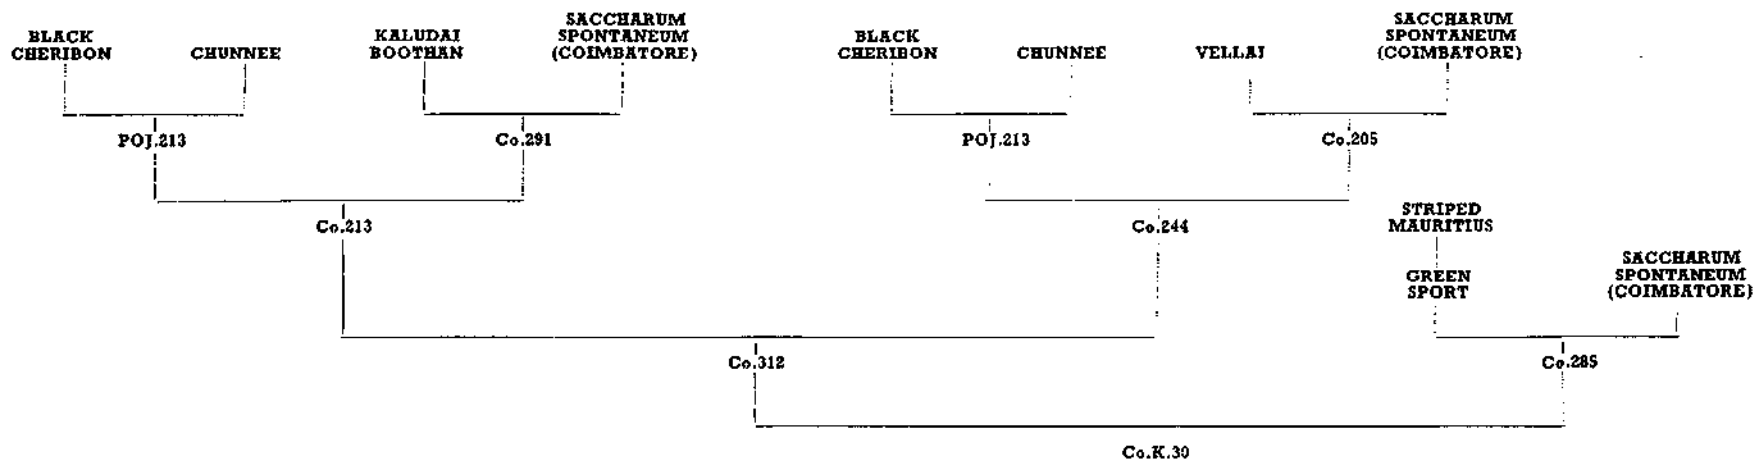 BLACK
CHERIBON
CHUNNEE
KALUDAI
BOOTHAN
SACCHARUM
SPONTANEUM
(COIMBATORE)
BLACK
CHERIBON
CHUNNEE
VELLAI
SACCHARUM
SPONTANEUM
(COIMBATORE)
POJ.213
Co.291
POJ.213
Co.205
Co.213
Co.244
STRIPED
MAURITIUS
GREEN
SPORT
SACCHARUM
SPONTANEUM
(COIMBATORE)
Co.312
Co.285
Co.K.30